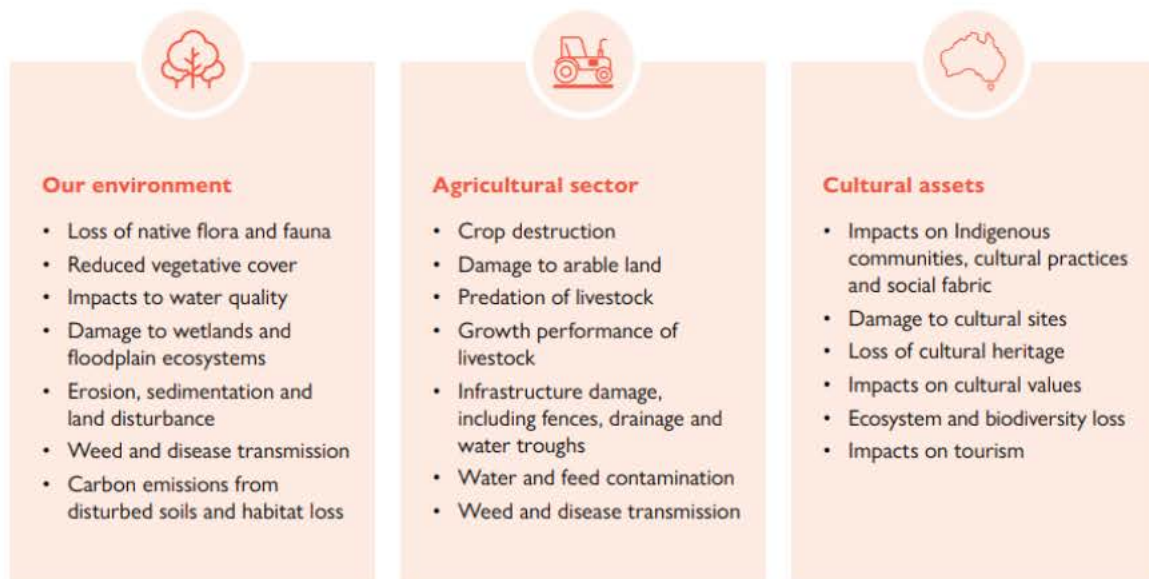 Our environment
• Loss of native flora and fauna
• Reduced vegetative cover
• Impacts to water quality
• Damage to wetlands and
floodplain ecosystems
• Erosion, sedimentation and
land disturbance
• Weed and disease transmission
• Carbon emissions from
disturbed soils and habitat loss
Agricultural sector
• Crop destruction
• Damage to arable land
• Predation of livestock
• Growth performance of
livestock
• Infrastructure damage,
including fences, drainage and
water troughs
• Water and feed contamination
• Weed and disease transmission
Cultural assets
• Impacts on Indigenous
communities, cultural practices
and social fabric
• Damage to cultural sites
• Loss of cultural heritage
• Impacts on cultural values
• Ecosystem and biodiversity loss
• Impacts on tourism